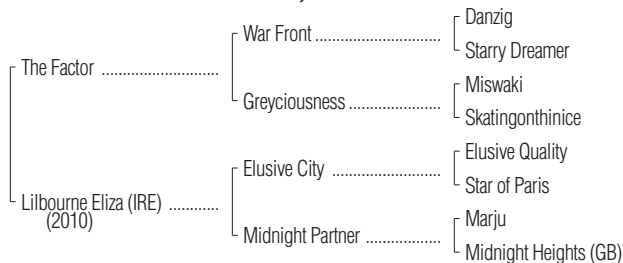 Danzig
War Front ..............................
Starry Dreamer
The Factor ............................
Miswaki
Greyciousness ......................
Skatingonthinice
Elusive Quality
Elusive City ..........................
Star of Paris
Lilbourne Eliza (IRE) ............
(2010)
Marju
Midnight Partner ..................
Midnight Heights (GB)